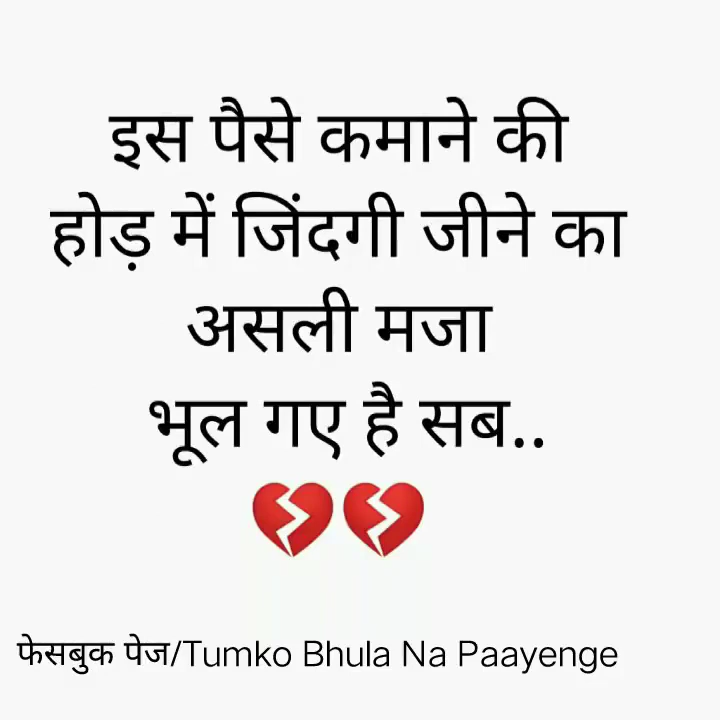 इस पैसे कमाने की
होड़ में जिंदगी जीने का
असली मजा
भूल गए है सब..
💔💔
फेसबुक पेज/Tumko Bhula Na Paayenge